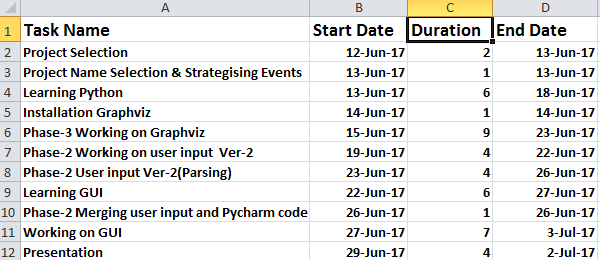 A B C D
1 Task Name Start Date Duration End Date
2 Project Selection 12-Jun-17 2 13-Jun-17
3 Project Name Selection & Strategising Events 13-Jun-17 1 13-Jun-17
4 Learning Python 13-Jun-17 6 18-Jun-17
5 Installation Graphviz 14-Jun-17 1 14-Jun-17
6 Phase-3 Working on Graphviz 15-Jun-17 9 23-Jun-17
7 Phase-2 Working on user input Ver-2 19-Jun-17 4 22-Jun-17
8 Phase-2 User input Ver-2(Parsing) 23-Jun-17 4 26-Jun-17
9 Learning GUI 22-Jun-17 6 27-Jun-17
10 Phase-2 Merging user input and Pycharm code 26-Jun-17 1 26-Jun-17
11 Working on GUI 27-Jun-17 7 3-Jul-17
12 Presentation 29-Jun-17 4 2-Jul-17